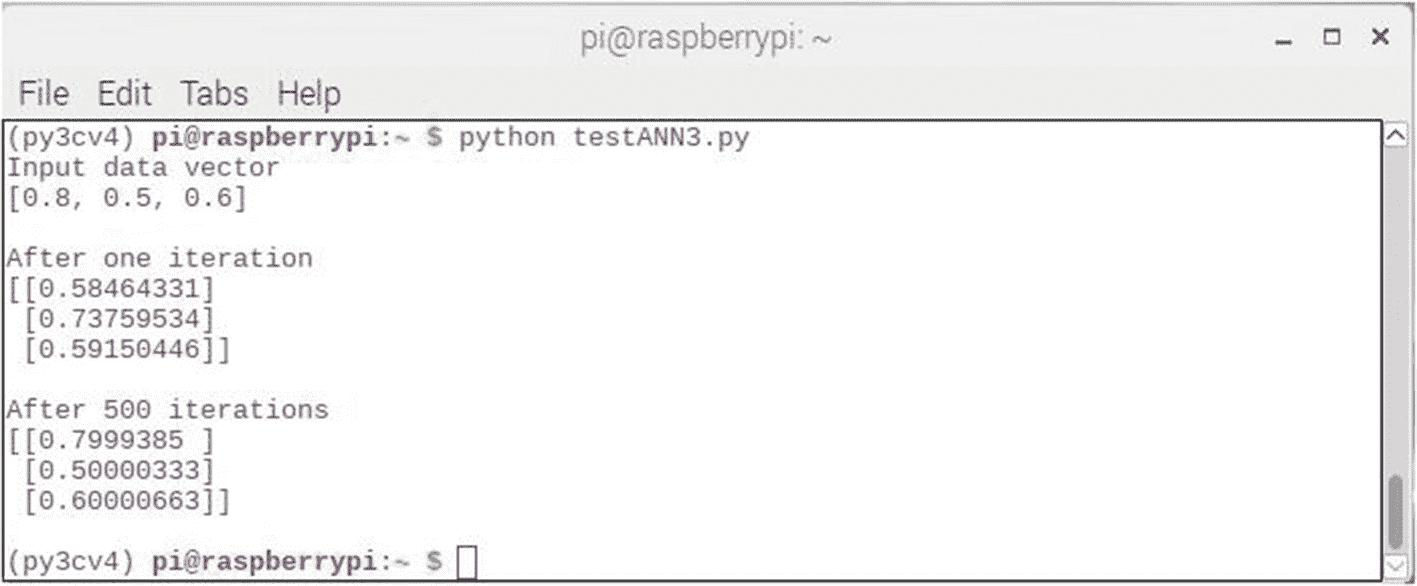 pi@raspberrypi: ~
File Edit Tabs Help
(py3cv4) pi@raspberrypi:~ $ python testANN3.py
Input data vector
[0.8, 0.5, 0.6]
After one iteration
[[0.58464331]
 [0.73759534]
 [0.59150446]]
After 500 iterations
[[0.7999385 ]
 [0.50000333]
 [0.60000663]]
(py3cv4) pi@raspberrypi:~ $